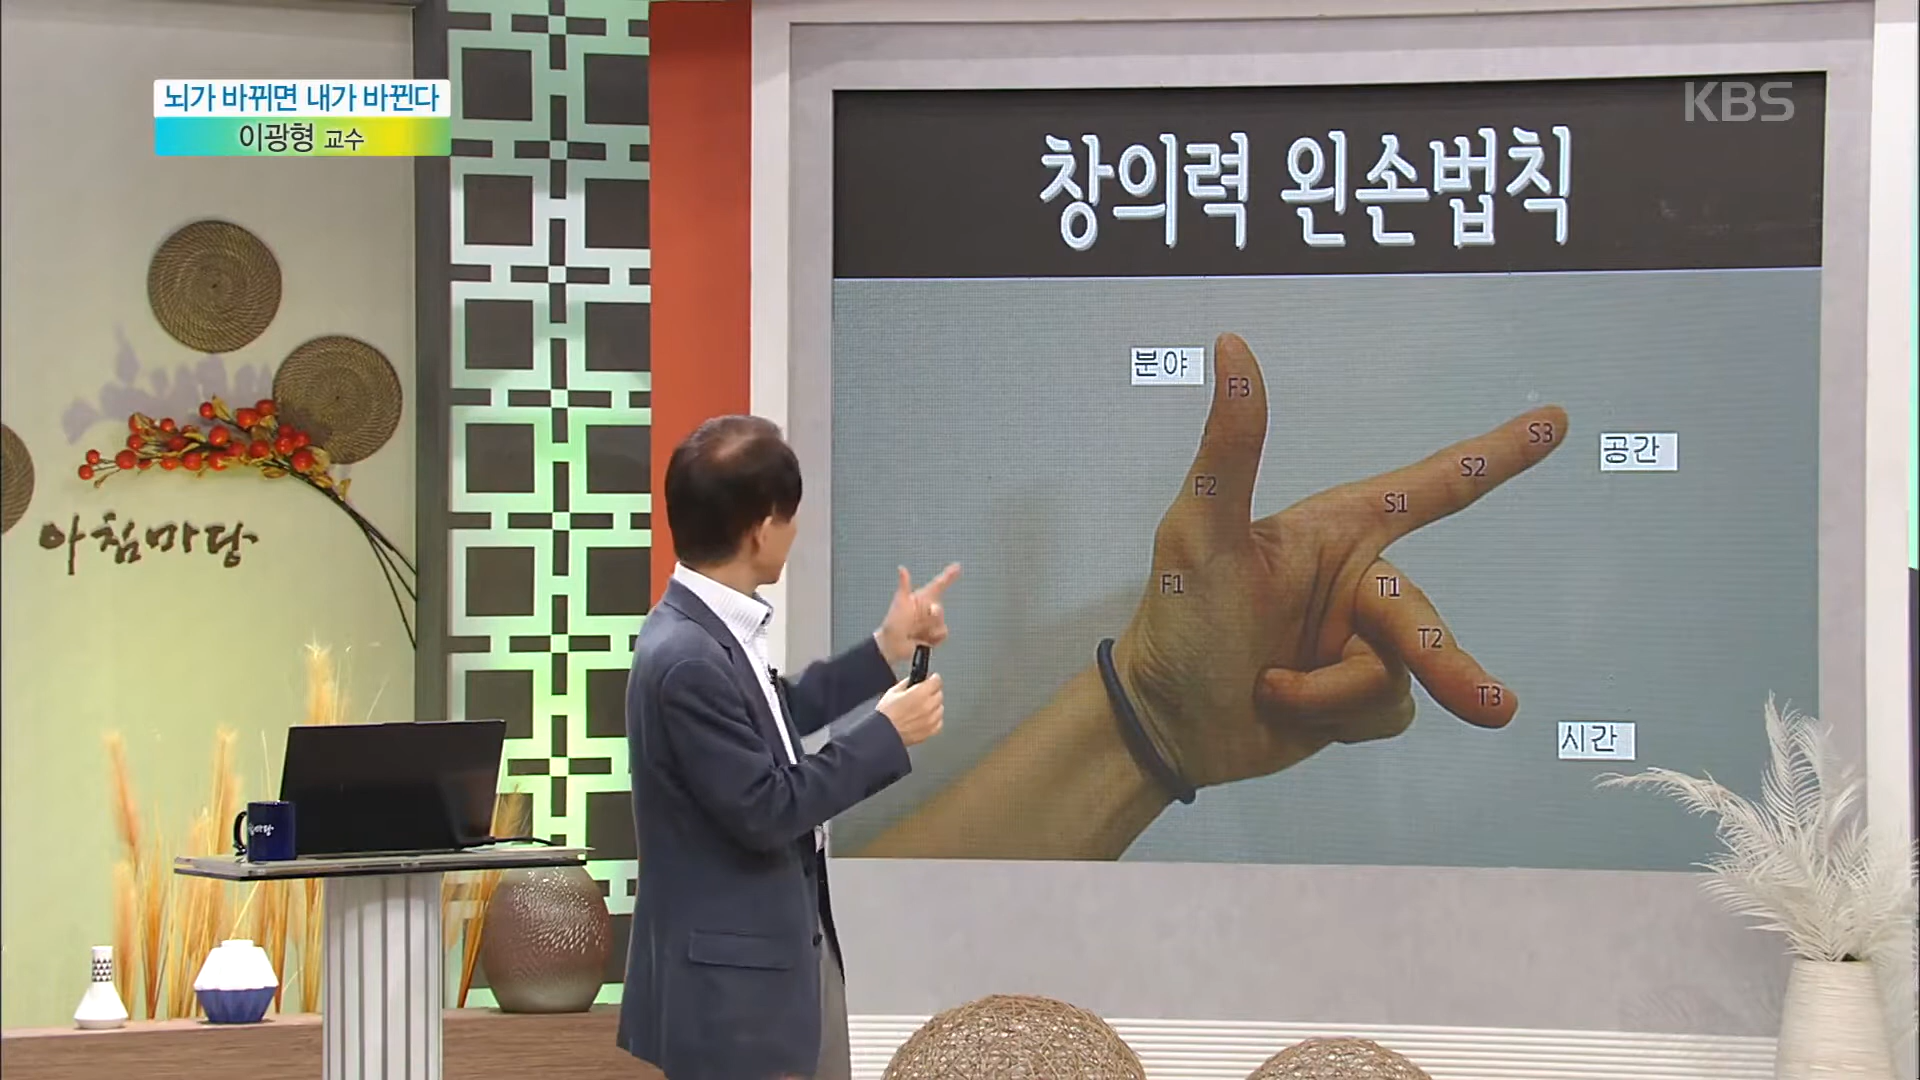 뇌가 바뀌면 내가 바뀐다
이광형 교수
KBS
창의력 왼손법칙
분야
F3
S3
공간
S2
F2
S1
F1
T1
T2
T3
시간
아침마당